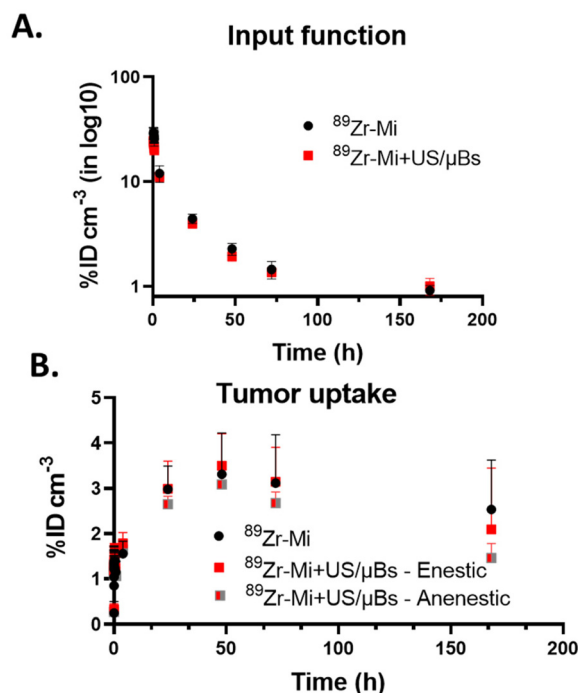 A.
Input function
100
10
1
%ID cm⁻³ (in log10)
⁸⁹Zr-Mi
⁸⁹Zr-Mi+US/µBs
0 50 100 150 200
Time (h)
B.
Tumor uptake
5
4
3
2
1
0
%ID cm⁻³
⁸⁹Zr-Mi
⁸⁹Zr-Mi+US/µBs - Enestic
⁸⁹Zr-Mi+US/µBs - Anenestic
0 50 100 150 200
Time (h)